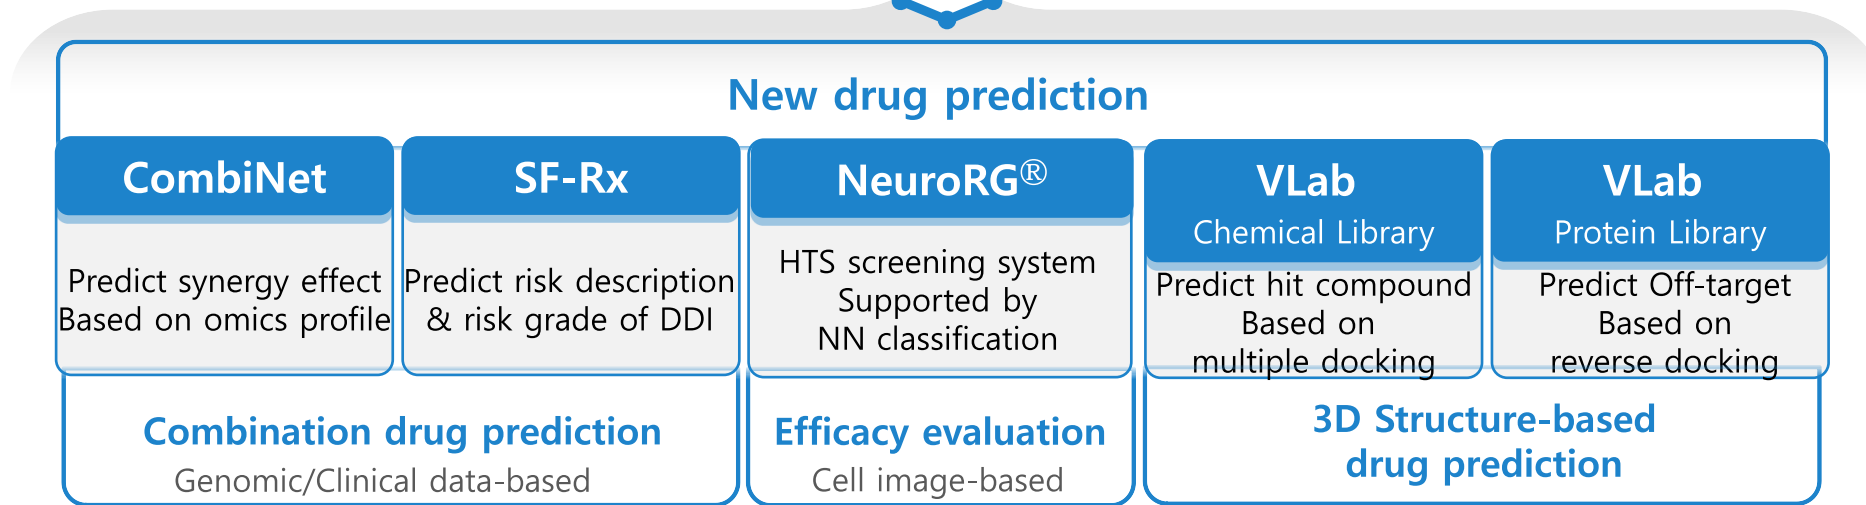 New drug prediction
CombiNet
Predict synergy effect
Based on omics profile
SF-Rx
Predict risk description
& risk grade of DDI
NeuroRG®
HTS screening system
Supported by
NN classification
VLab
Chemical Library
Predict hit compound
Based on
multiple docking
VLab
Protein Library
Predict Off-target
Based on
reverse docking
Combination drug prediction
Genomic/Clinical data-based
Efficacy evaluation
Cell image-based
3D Structure-based
drug prediction